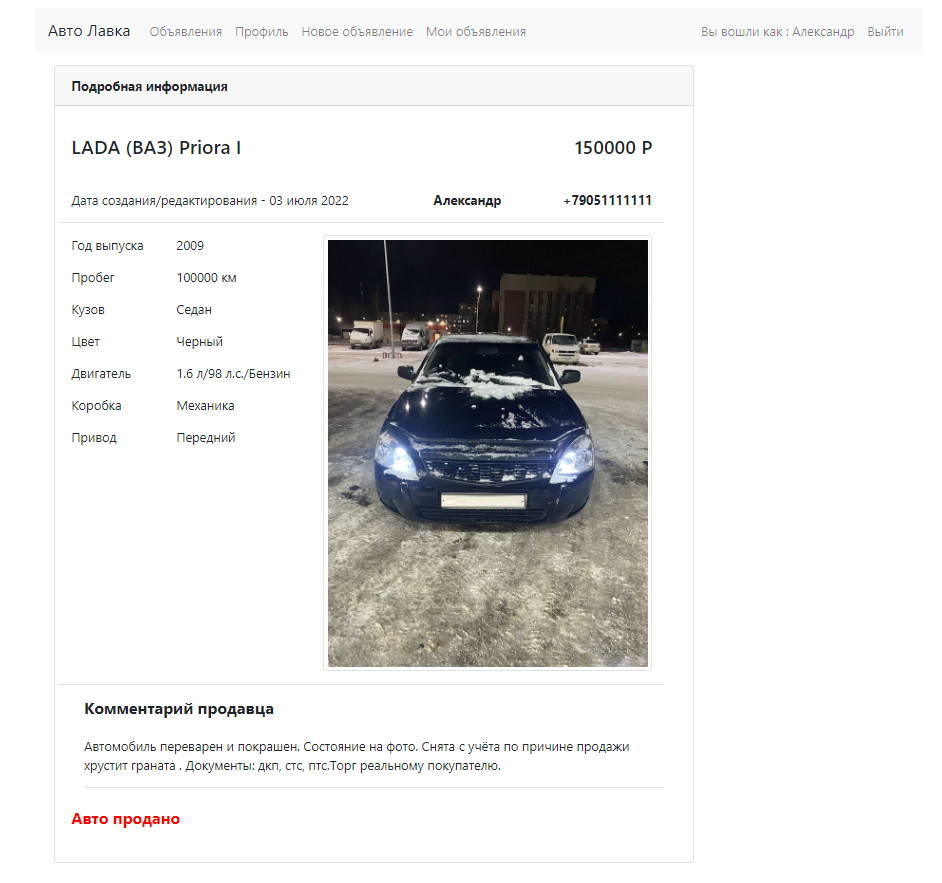 Авто Лавка Объявления Профиль Новое объявление Мои объявления Вы вошли как : Александр Выйти
Подробная информация
LADA (ВАЗ) Priora I 150000 Р
Дата создания/редактирования - 03 июля 2022 Александр +79051111111
Год выпуска 2009
Пробег 100000 км
Кузов Седан
Цвет Черный
Двигатель 1.6 л/98 л.с./Бензин
Коробка Механика
Привод Передний
Комментарий продавца
Автомобиль переварен и покрашен. Состояние на фото. Снята с учёта по причине продажи
хрустит граната . Документы: дкп, стс, птс.Торг реальному покупателю.
Авто продано